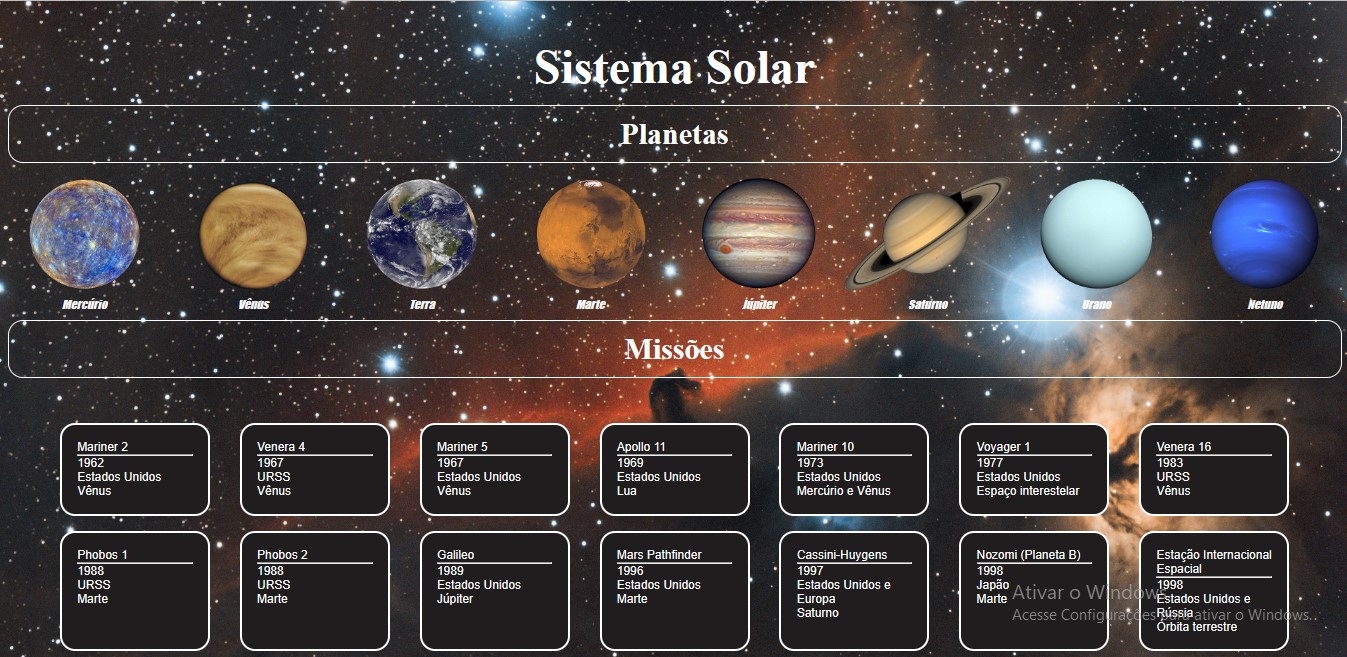 Sistema Solar
Planetas
Mercúrio
Vênus
Terra
Marte
Júpiter
Saturno
Urano
Netuno
Missões
Mariner 2
1962
Estados Unidos
Vênus
Venera 4
1967
URSS
Vênus
Mariner 5
1967
Estados Unidos
Vênus
Apollo 11
1969
Estados Unidos
Lua
Mariner 10
1973
Estados Unidos
Mercúrio e Vênus
Voyager 1
1977
Estados Unidos
Espaço interestelar
Venera 16
1983
URSS
Vênus
Phobos 1
1988
URSS
Marte
Phobos 2
1988
URSS
Marte
Galileo
1989
Estados Unidos
Júpiter
Mars Pathfinder
1996
Estados Unidos
Marte
Cassini-Huygens
1997
Estados Unidos e
Europa
Saturno
Nozomi (Planeta B)
1998
Japão
Marte
Estação Internacional
Espacial
1998
Estados Unidos e
Rússia
Órbita terrestre
Ativar o Windows
Acesse Configurações para ativar o Windows.